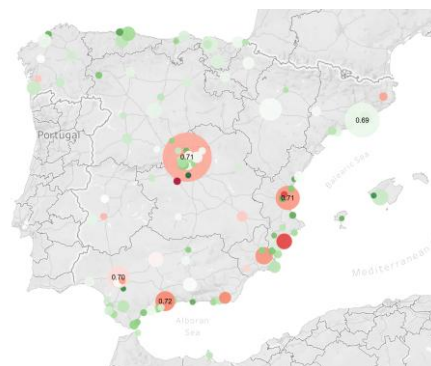 0.69
Portugal
0.71
Balearic Sea
0.71
Mediterranean
0.70
0.72
Alboran
Sea